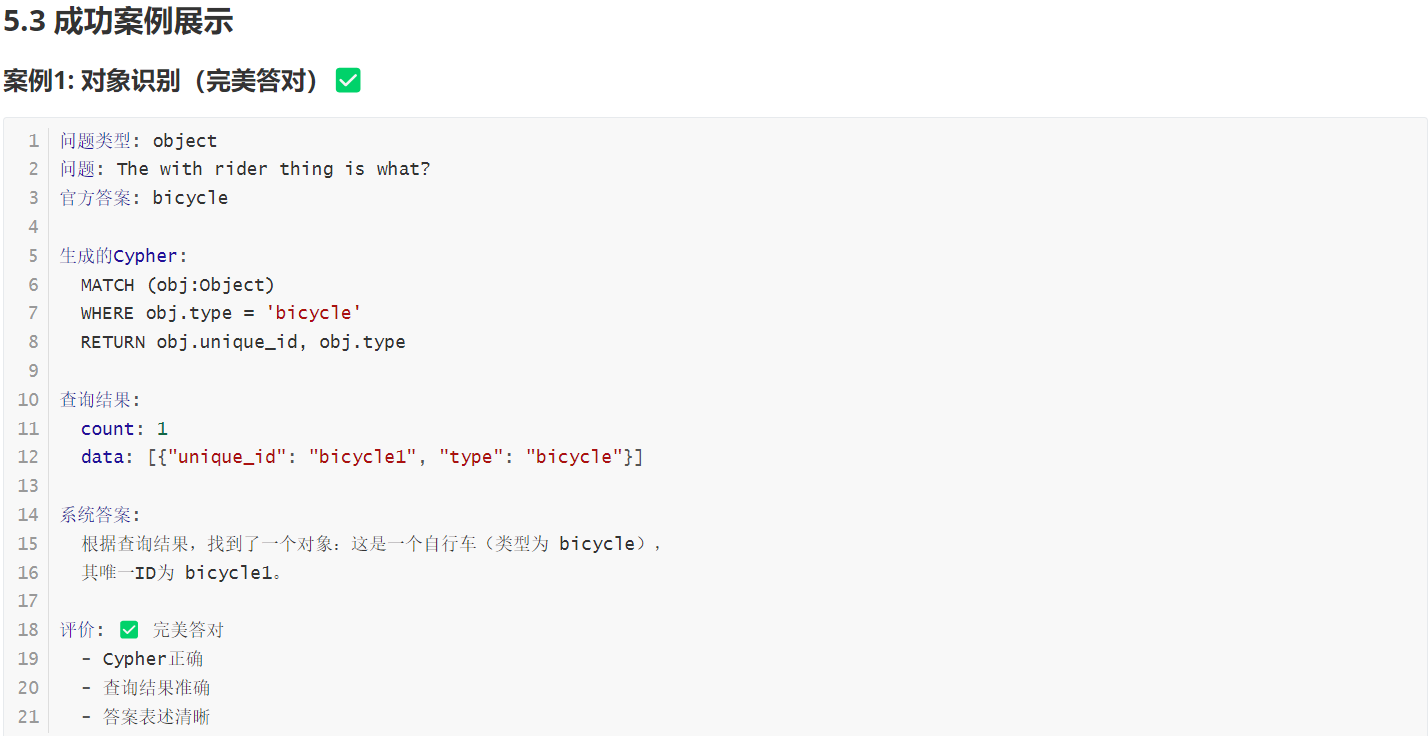 5.3 成功案例展示
案例1: 对象识别（完美答对） ✅
1 问题类型: object
2 问题: The with rider thing is what?
3 官方答案: bicycle
4
5 生成的Cypher:
6 MATCH (obj:Object)
7 WHERE obj.type = 'bicycle'
8 RETURN obj.unique_id, obj.type
9
10 查询结果:
11 count: 1
12 data: [{"unique_id": "bicycle1", "type": "bicycle"}]
13
14 系统答案:
15 根据查询结果，找到了一个对象：这是一个自行车（类型为 bicycle），
16 其唯一ID为 bicycle1。
17
18 评价: ✅ 完美答对
19 - Cypher正确
20 - 查询结果准确
21 - 答案表述清晰